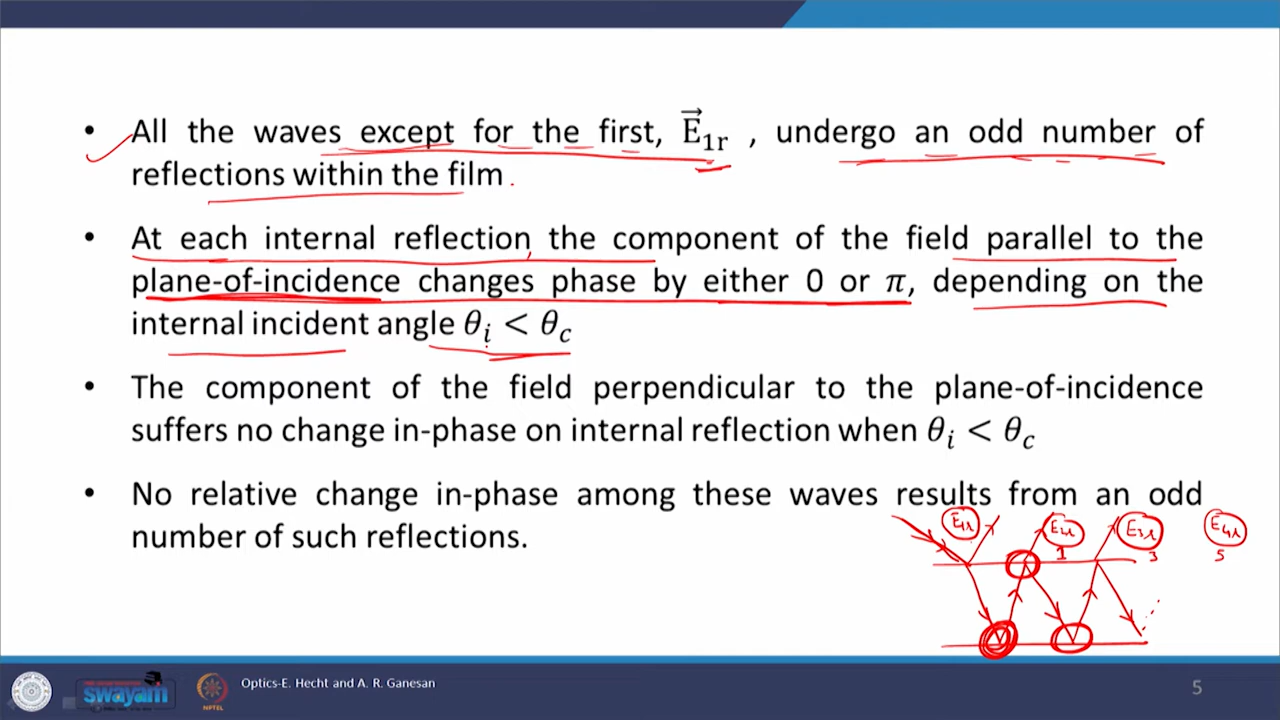 • All the waves except for the first, E⃗₁ᵣ , undergo an odd number of
reflections within the film.
• At each internal reflection, the component of the field parallel to the
plane-of-incidence changes phase by either 0 or π, depending on the
internal incident angle θᵢ < θ_c
• The component of the field perpendicular to the plane-of-incidence
suffers no change in-phase on internal reflection when θᵢ < θ_c
• No relative change in-phase among these waves results from an odd
number of such reflections.
E₁ᵣ E₂ᵣ E₃ᵣ E₄ᵣ
1 3 5
swayam
NPTEL
Optics-E. Hecht and A. R. Ganesan
5